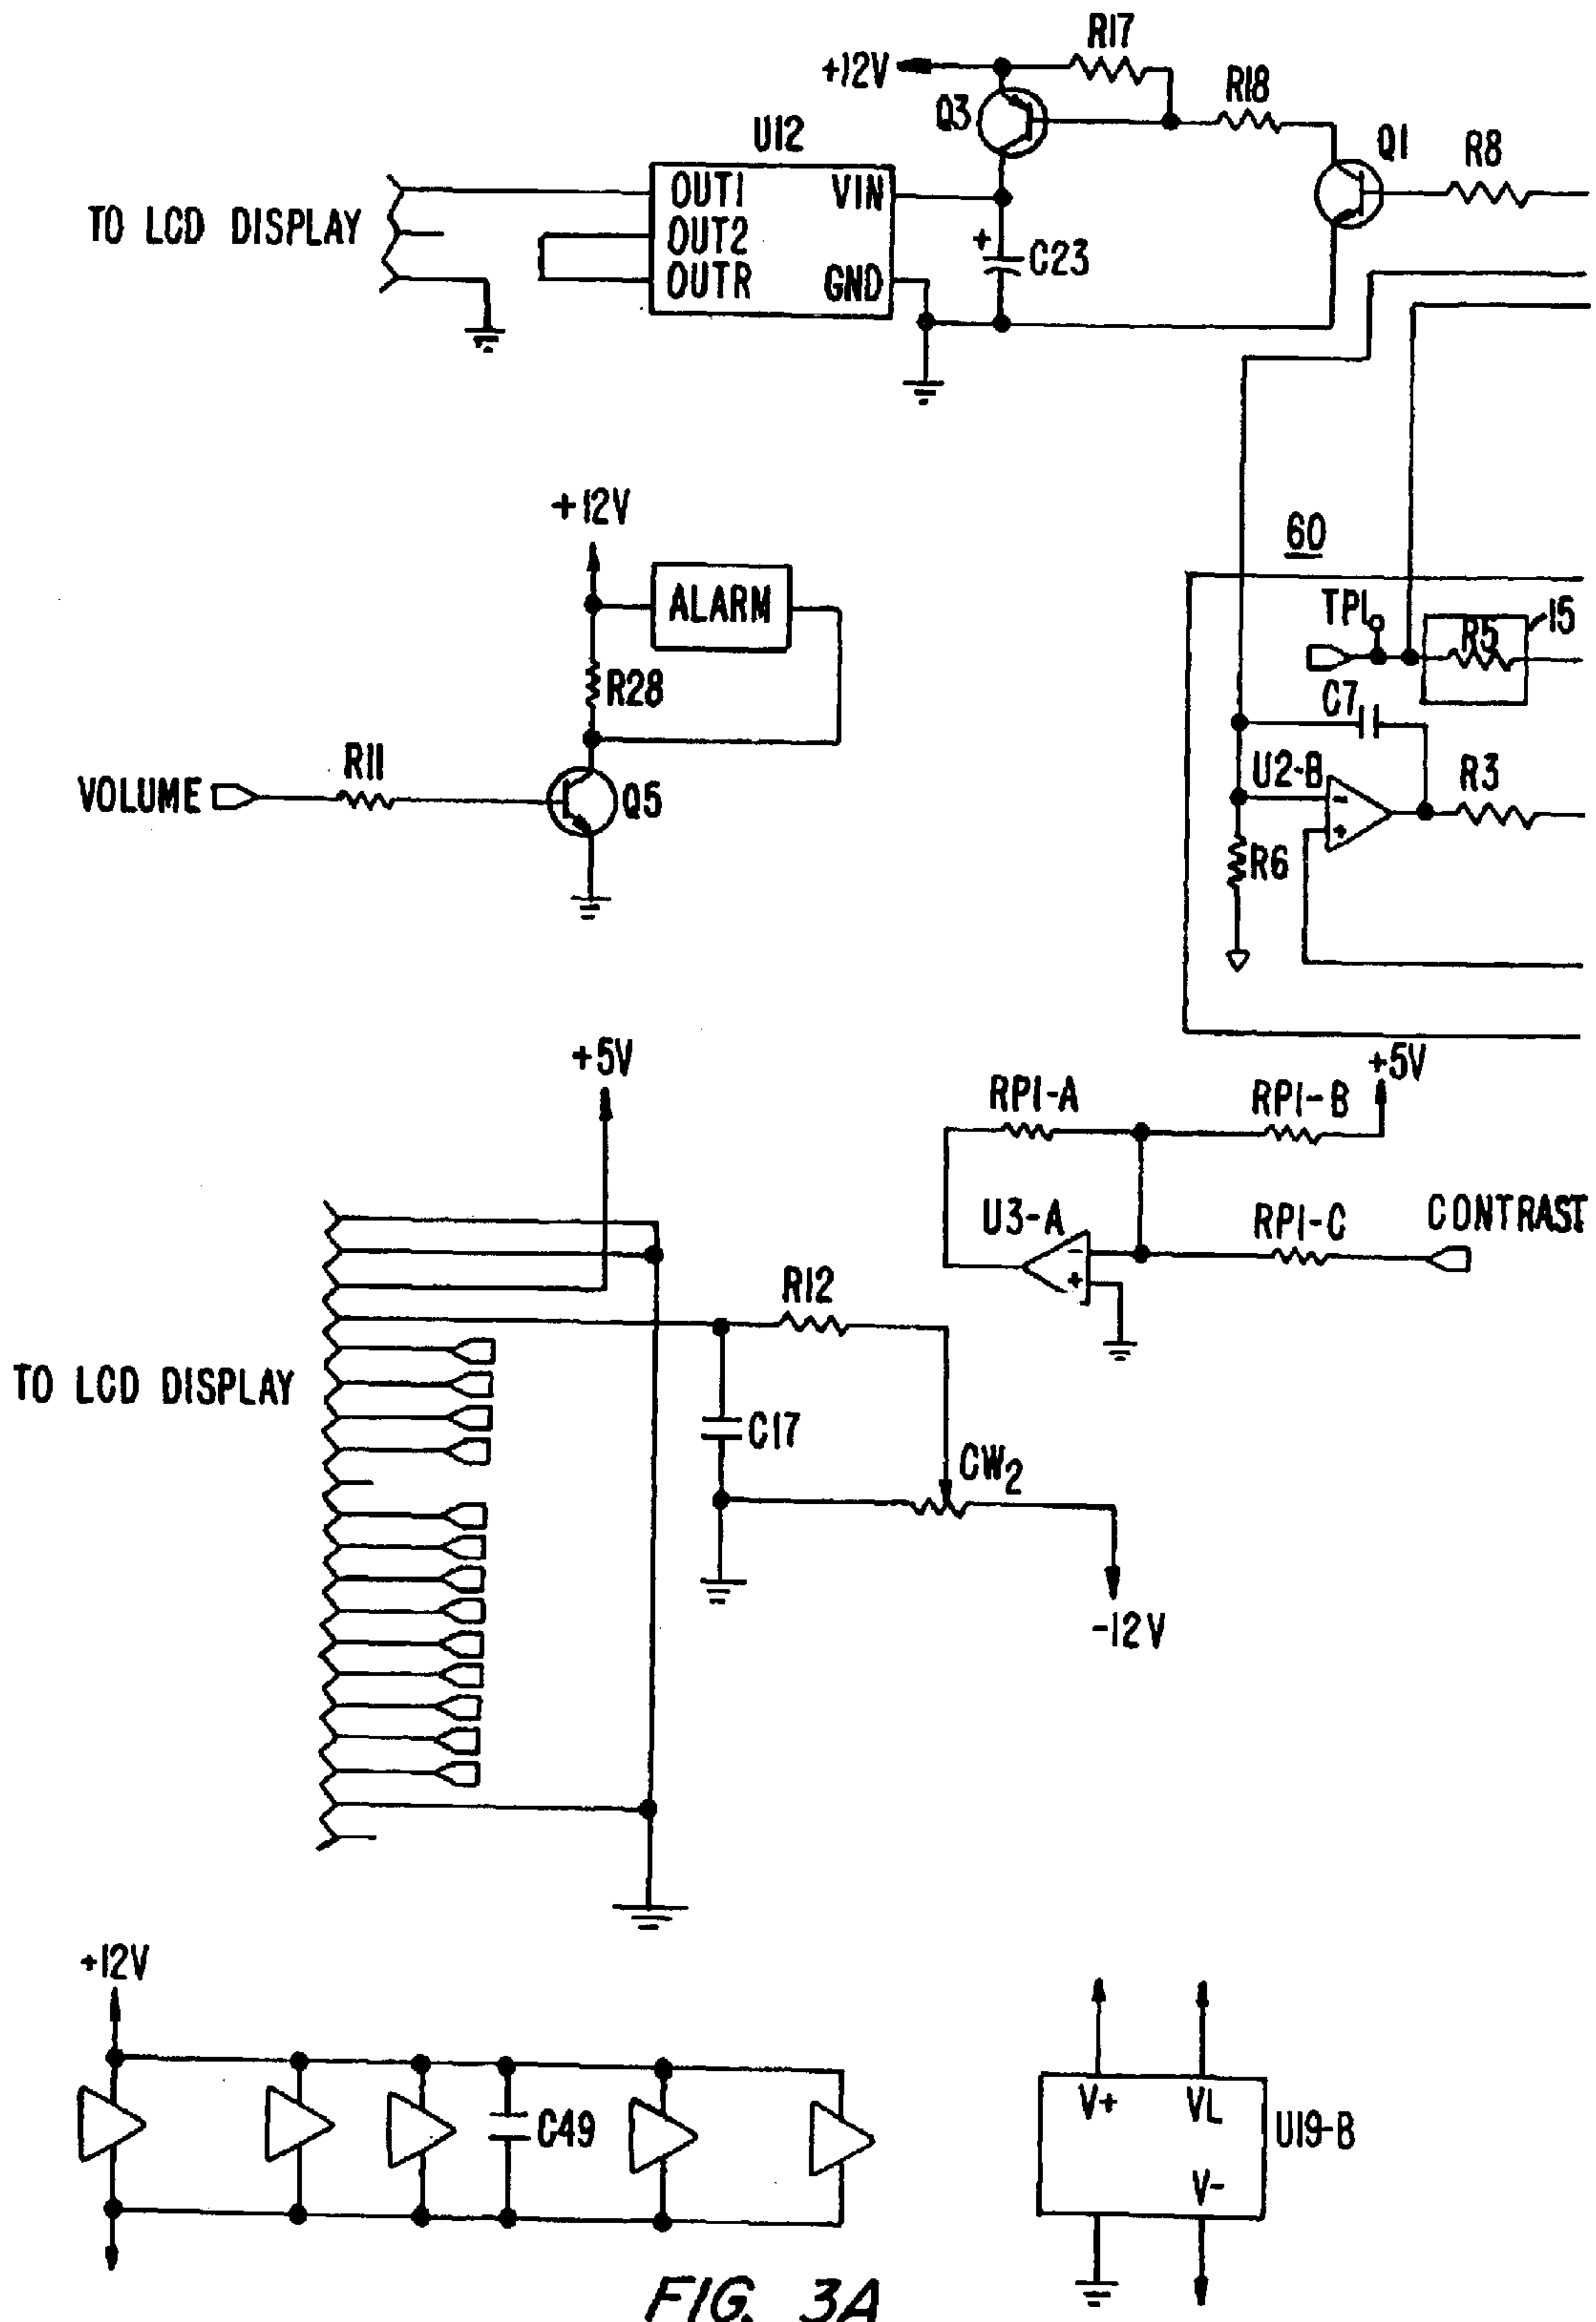 R17
+12V
R18
Q3
Q1
R8
U12
OUT1 VIN
TO LCD DISPLAY
OUT2
C23
+
OUTR GND
+12V
60
ALARM
TP1
R5
15
R28
C7
R11
U2-B
R3
VOLUME
Q5
-
+
R6
+5V
+5V
RP1-A
RP1-B
U3-A
RP1-C
CONTRAST
-
+
R12
TO LCD DISPLAY
C17
CW2
-12V
+12V
V+ VL
C49
U19-B
V-
FIG. 3A